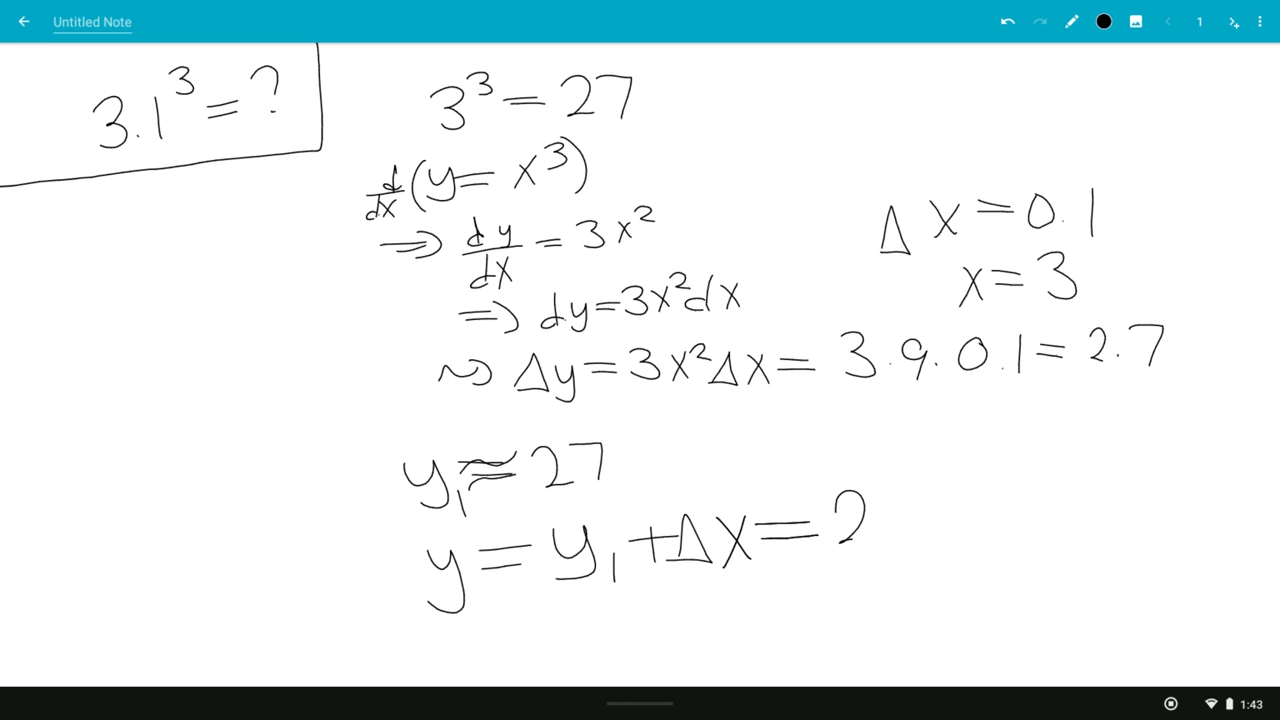 Untitled Note
1
3.1³ = ?
3³ = 27
d/dx (y = x³)
⇒ dy/dx = 3x²
⇒ dy = 3x²dx
Δx = 0.1
x = 3
⤳ Δy = 3x²Δx = 3.9.0.1 = 2.7
y₁ ≈ 27
y = y₁ + Δx = 2
1:43